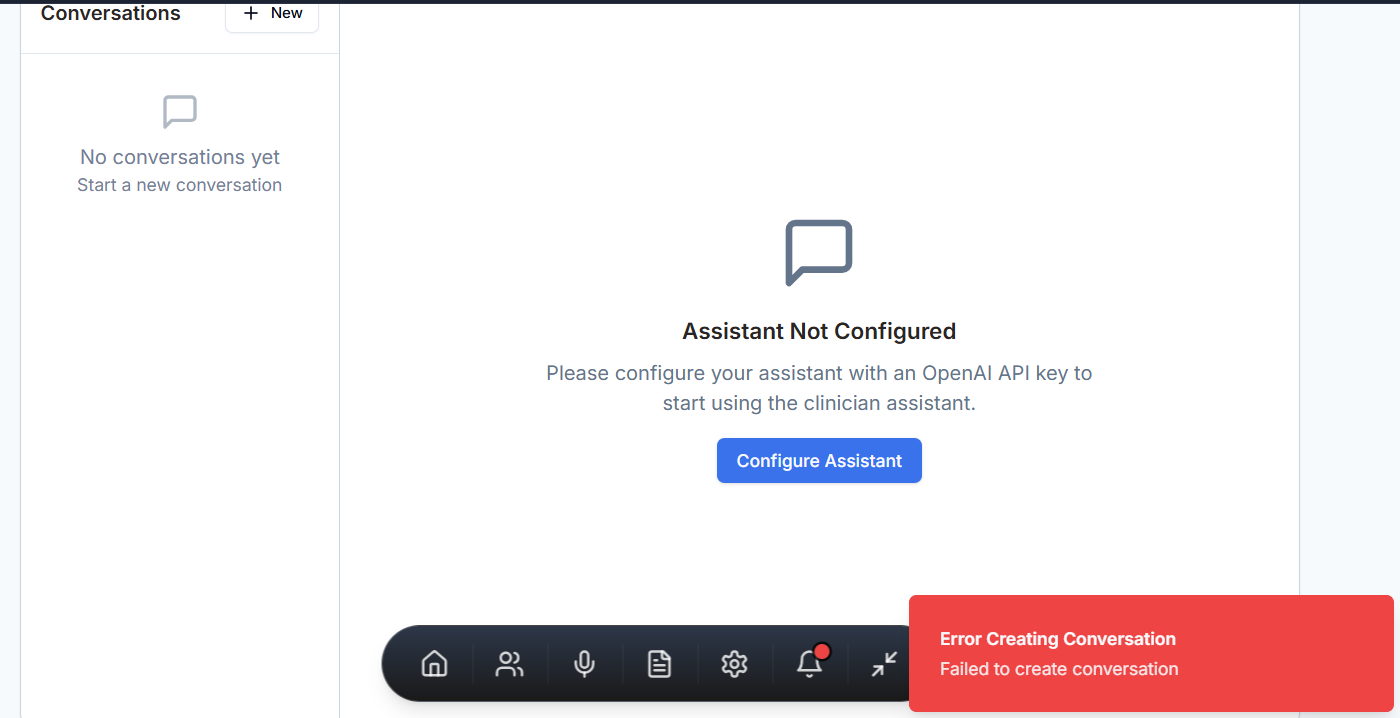 Conversations
New
No conversations yet
Start a new conversation
Assistant Not Configured
Please configure your assistant with an OpenAI API key to
start using the clinician assistant.
Configure Assistant
Error Creating Conversation
Failed to create conversation